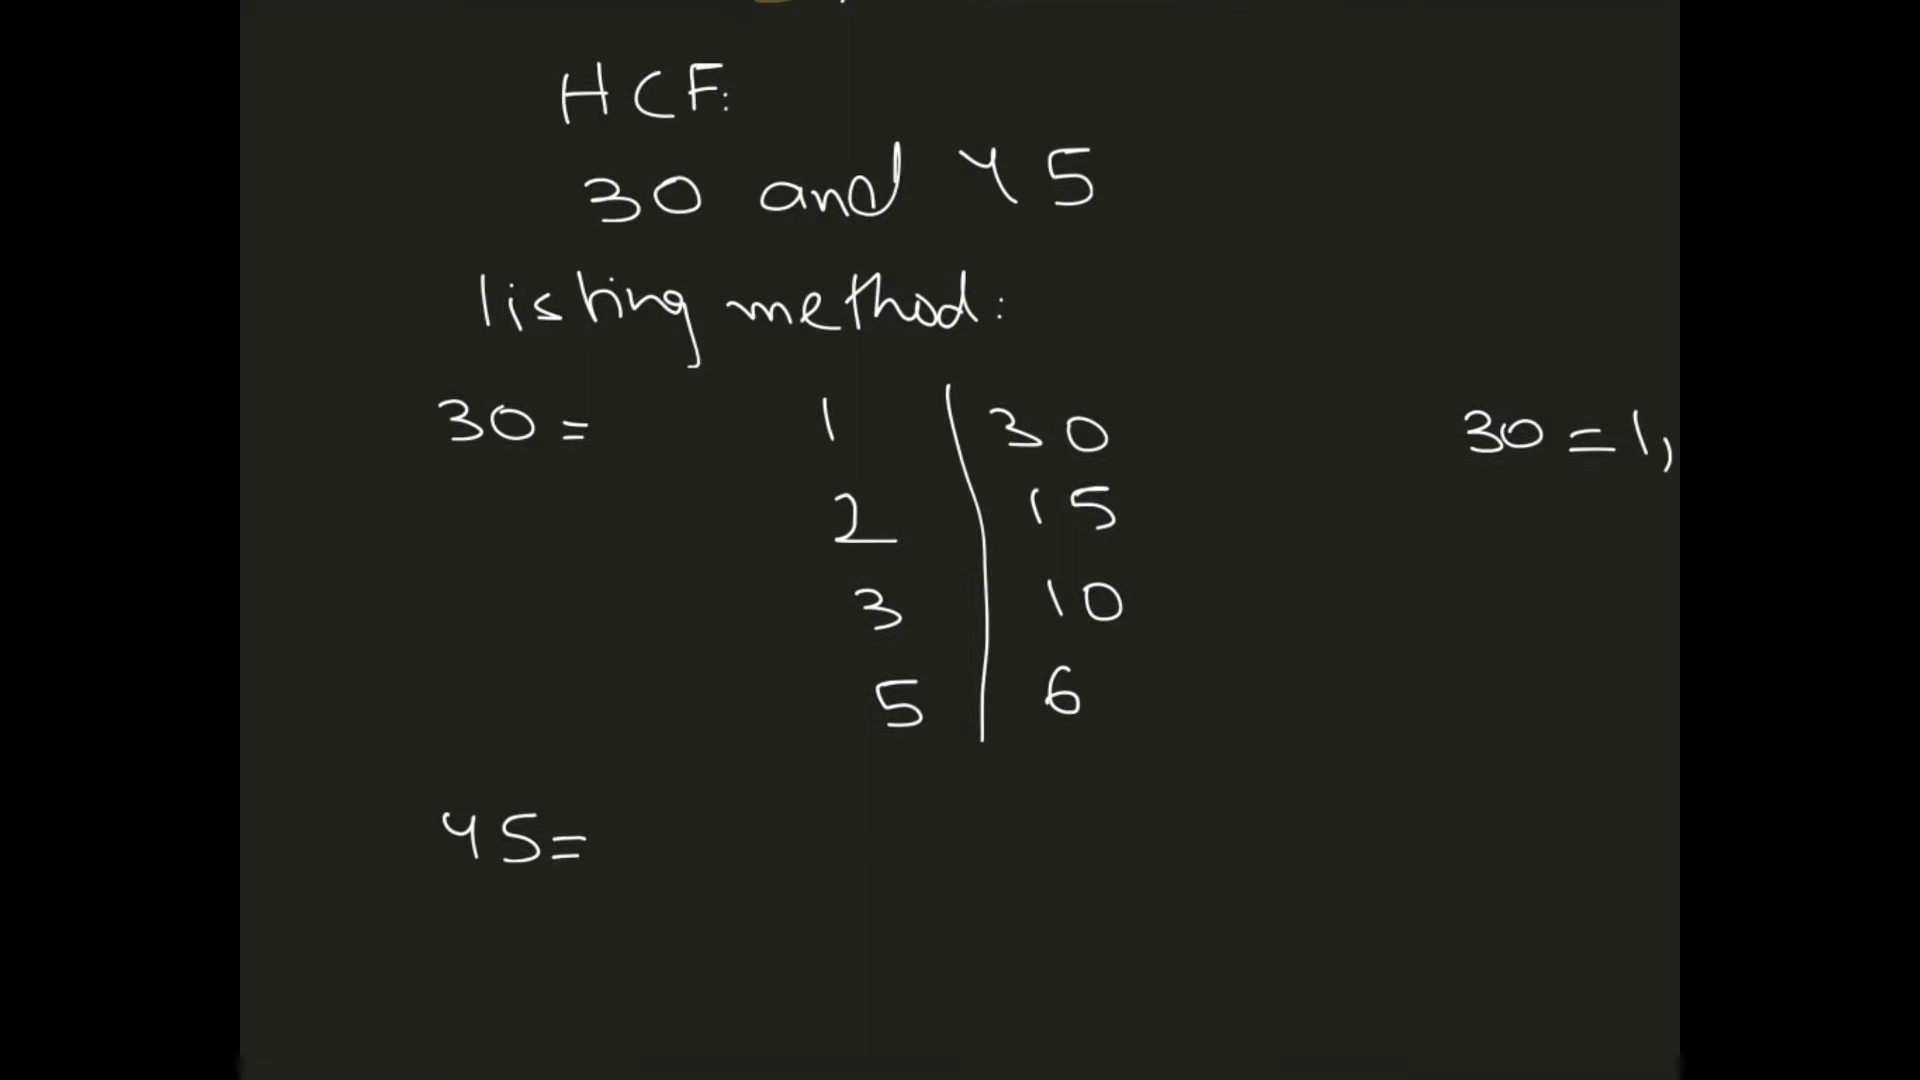 HCF:
30 and 45
listing method:
30 = 1 | 30 30 = 1,
2 | 15
3 | 10
5 | 6
45 =